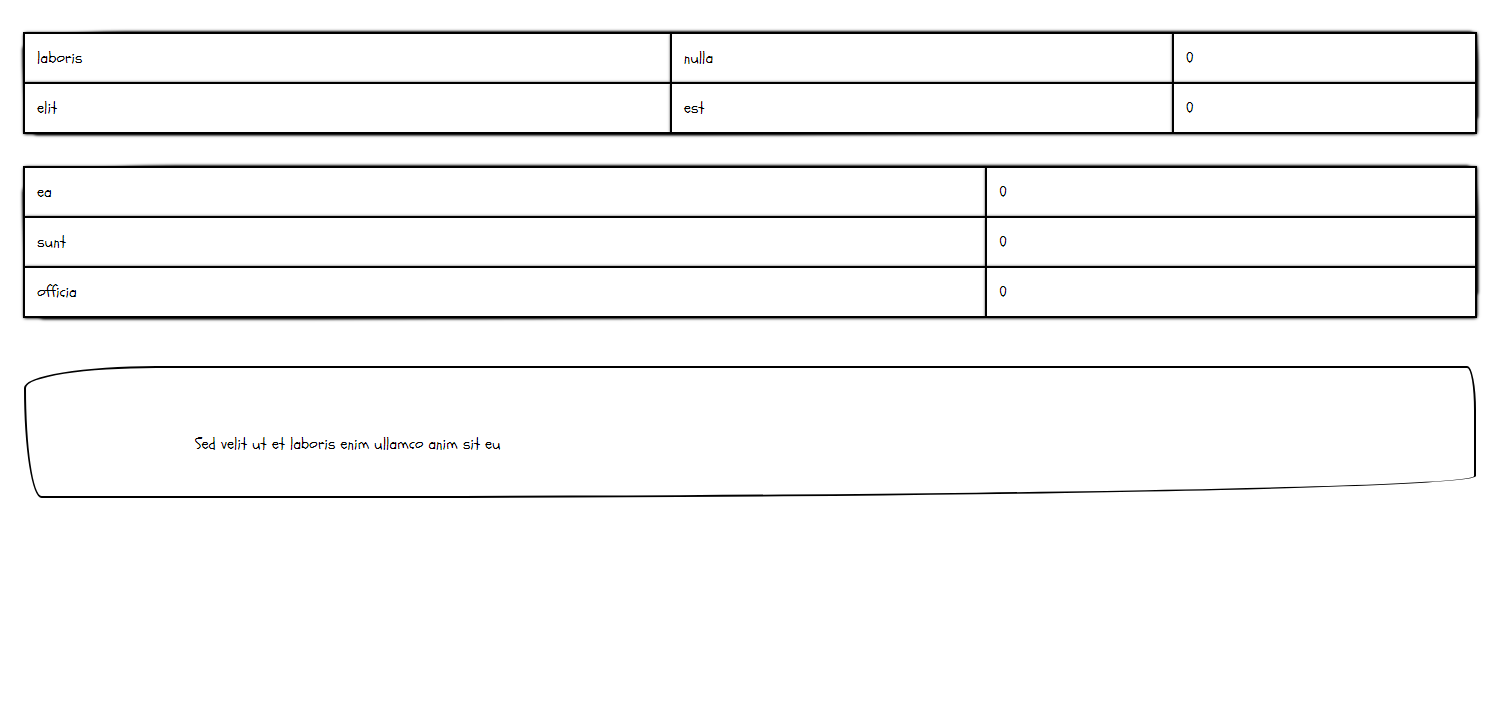 laboris nulla 0
elit est 0
ea 0
sunt 0
officia 0
Sed velit ut et laboris enim ullamco anim sit eu